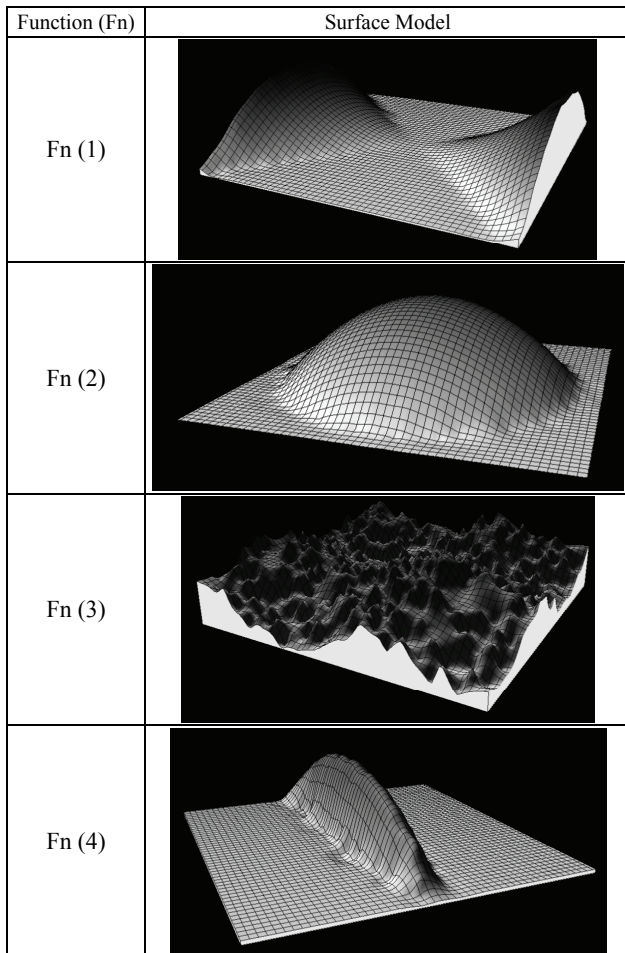 Function (Fn) Surface Model
Fn (1)
Fn (2)
Fn (3)
Fn (4)